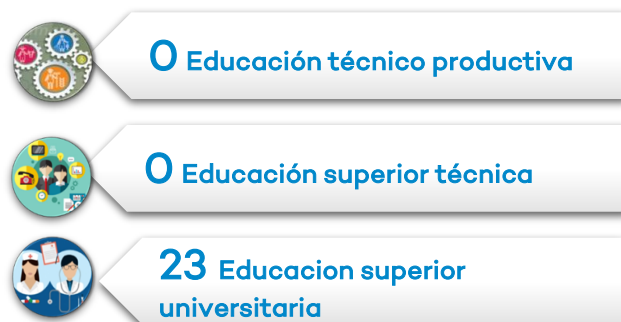 0 Educación técnico productiva
0 Educación superior técnica
23 Educacion superior
universitaria